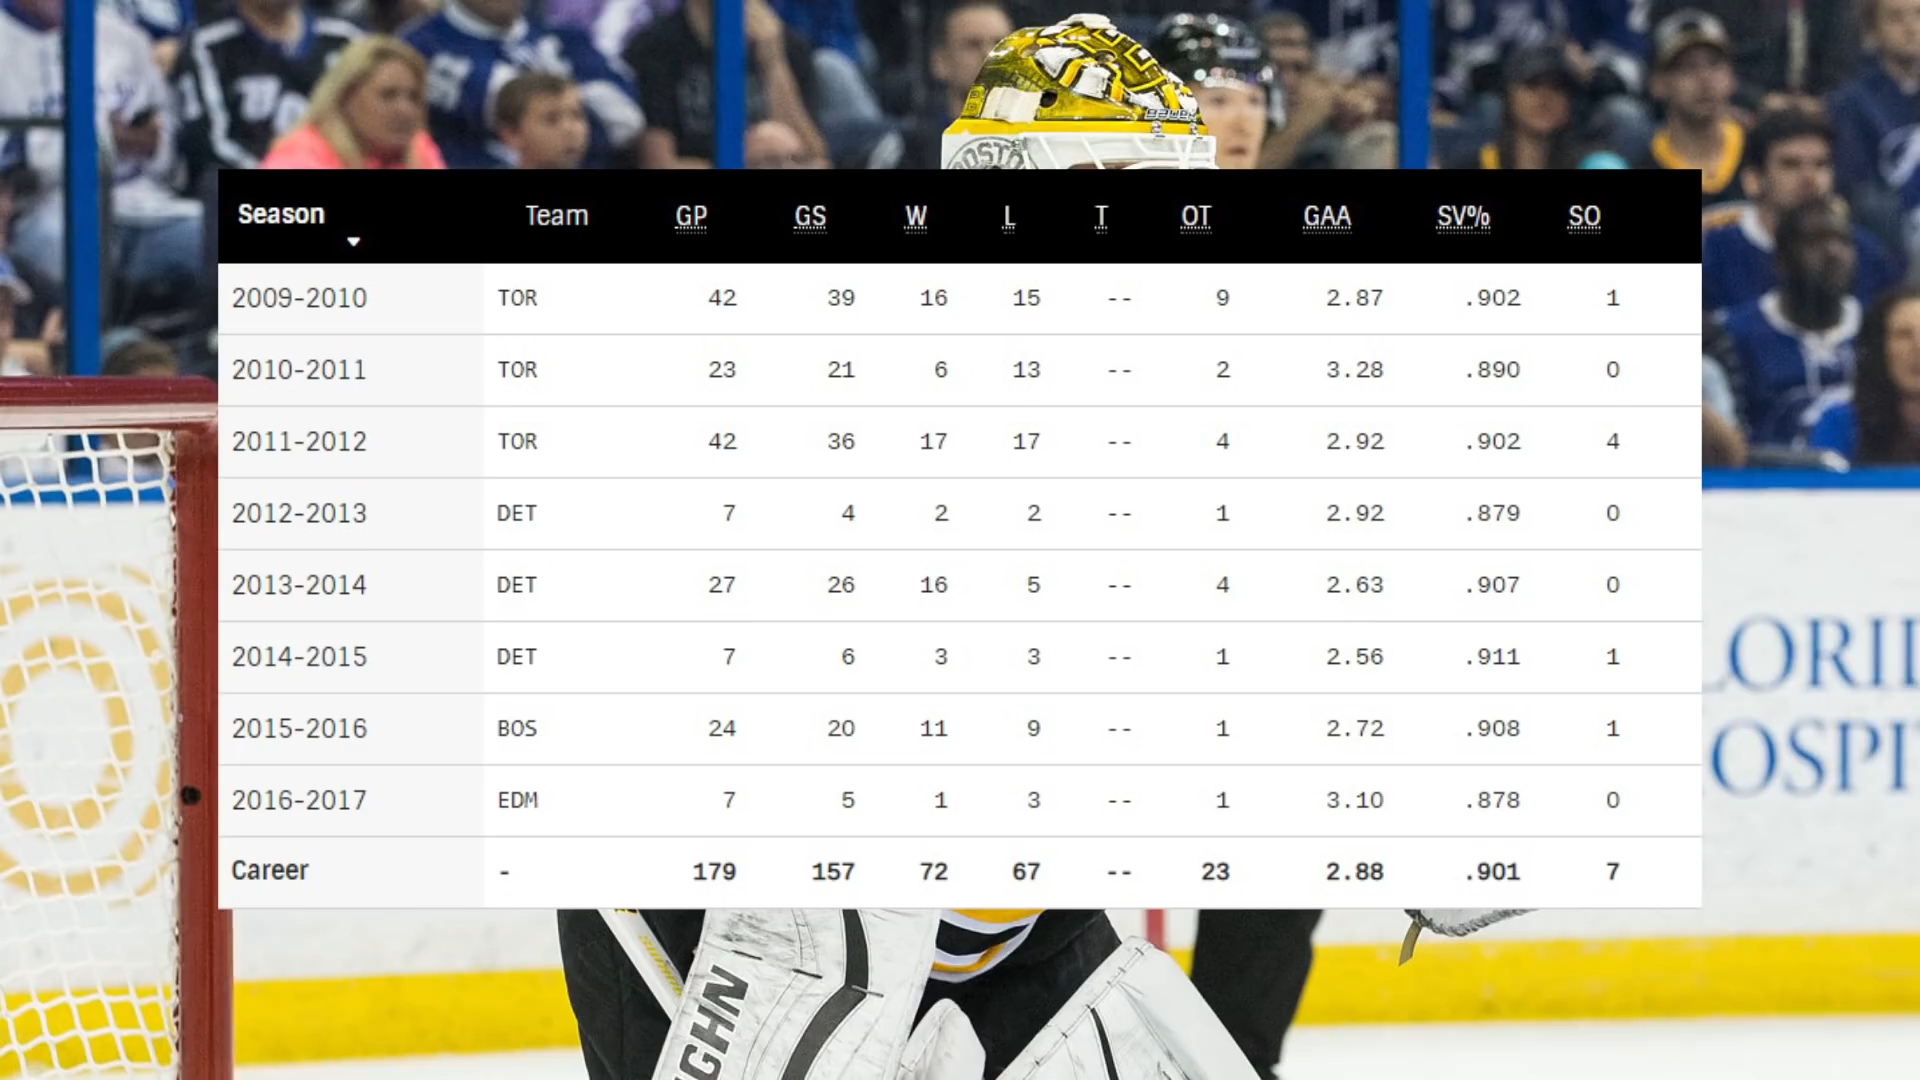 BAUER
BOSTON
Season Team GP GS W L T OT GAA SV% SO
2009-2010 TOR 42 39 16 15 -- 9 2.87 .902 1
2010-2011 TOR 23 21 6 13 -- 2 3.28 .890 0
2011-2012 TOR 42 36 17 17 -- 4 2.92 .902 4
2012-2013 DET 7 4 2 2 -- 1 2.92 .879 0
2013-2014 DET 27 26 16 5 -- 4 2.63 .907 0
2014-2015 DET 7 6 3 3 -- 1 2.56 .911 1
2015-2016 BOS 24 20 11 9 -- 1 2.72 .908 1
2016-2017 EDM 7 5 1 3 -- 1 3.10 .878 0
Career - 179 157 72 67 -- 23 2.88 .901 7
LORI
OSPI
GHN